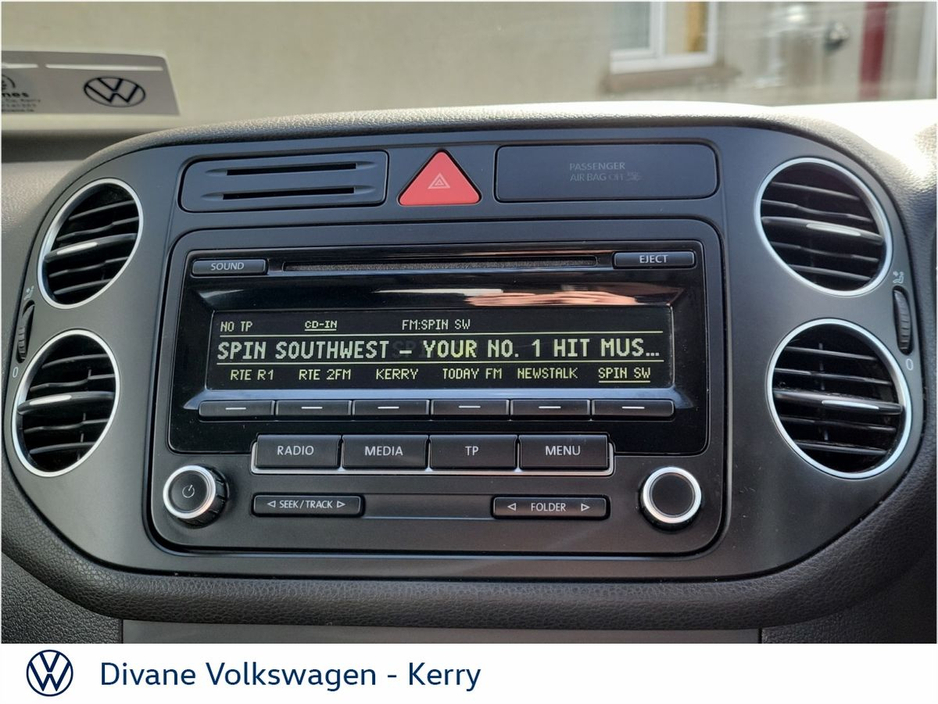 PASSENGER
AIR BAG OFF
SOUND
EJECT
NO TP CD-IN FM:SPIN SW
SPIN SOUTHWEST – YOUR NO. 1 HIT MUS...
RTE R1 RTE 2FM KERRY TODAY FM NEWSTALK SPIN SW
RADIO MEDIA TP MENU
SEEK/TRACK
FOLDER
0
0
Divane Volkswagen - Kerry